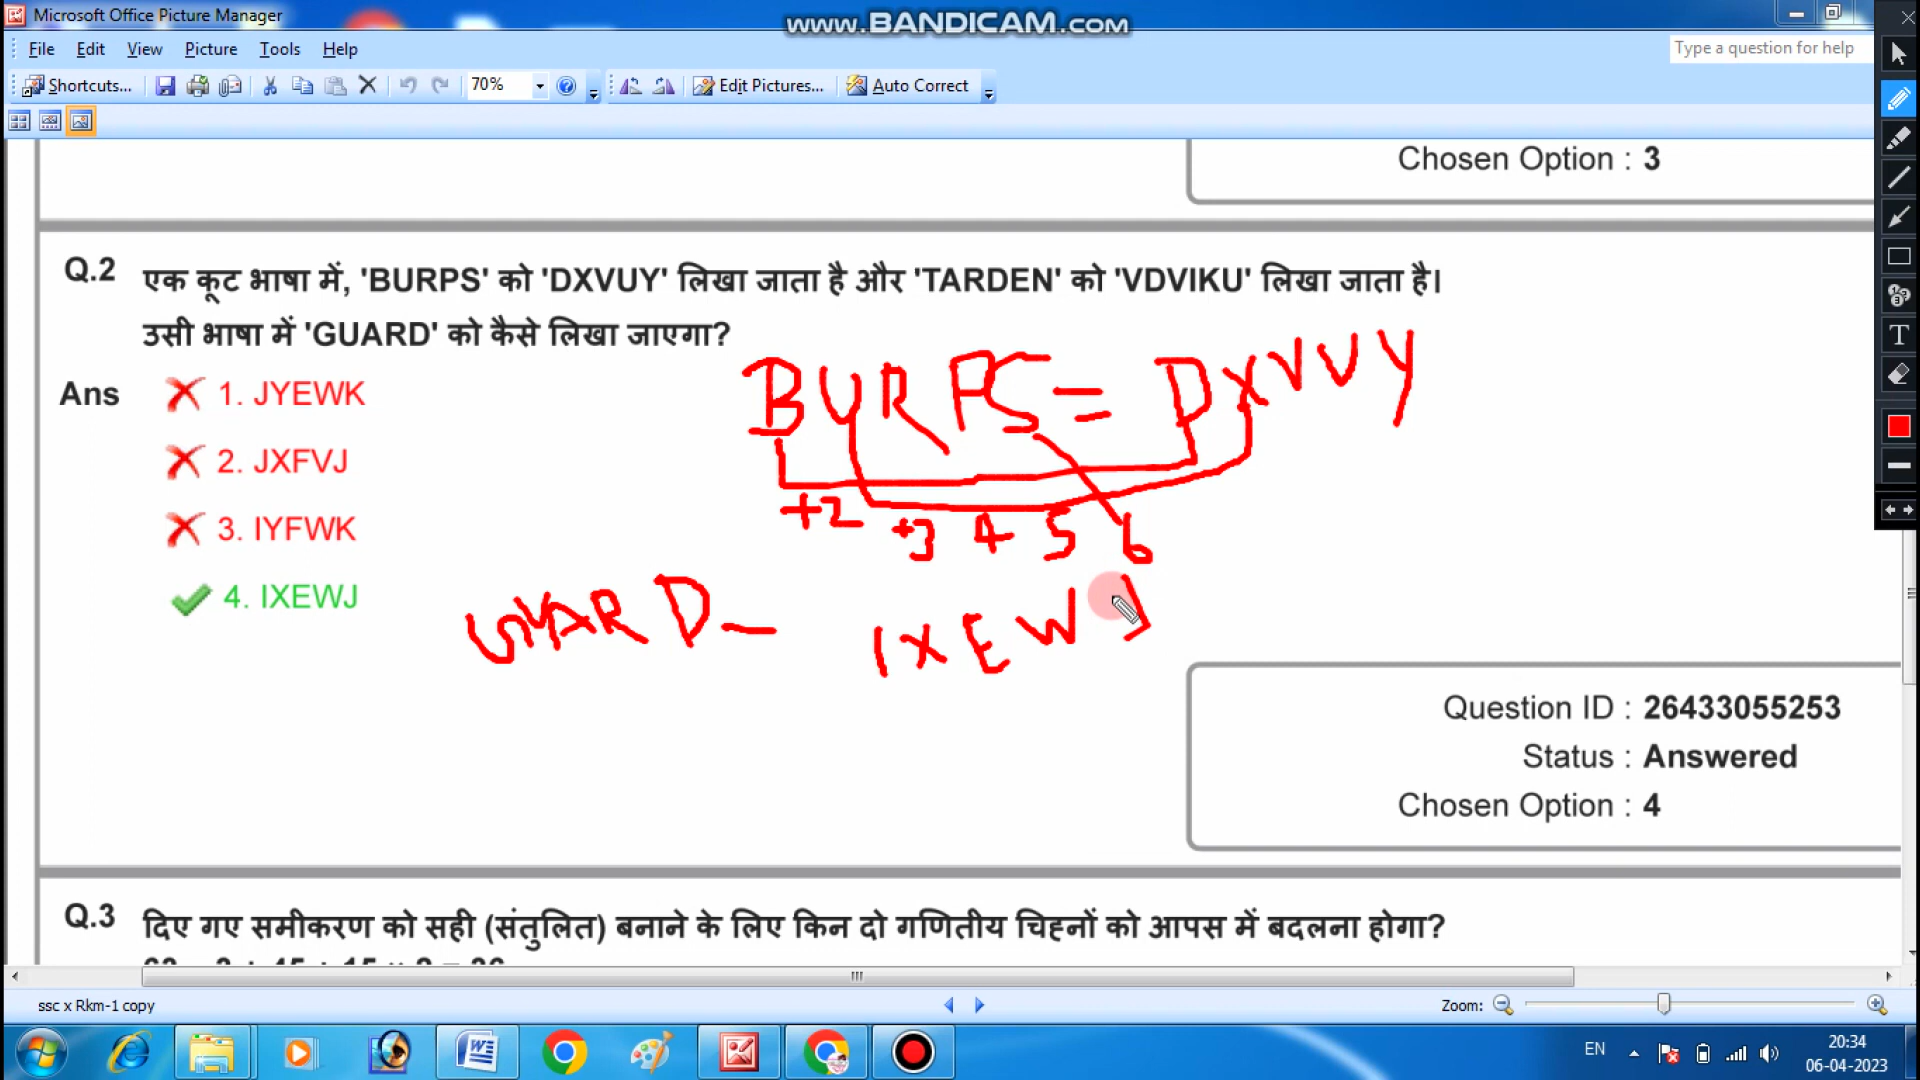 Microsoft Office Picture Manager
www.BANDICAM.com
File Edit View Picture Tools Help
Type a question for help
Shortcuts... 70% Edit Pictures... Auto Correct
Chosen Option : 3
Q.2 एक कूट भाषा में, 'BURPS' को 'DXVUY' लिखा जाता है और 'TARDEN' को 'VDVIKU' लिखा जाता है।
उसी भाषा में 'GUARD' को कैसे लिखा जाएगा?
Ans 1. JYEWK
2. JXFVJ
3. IYFWK
4. IXEWJ
BURPS = DXVUY
+2 +3 4 5 6
GUARD - IXEWJ
Question ID : 26433055253
Status : Answered
Chosen Option : 4
Q.3 दिए गए समीकरण को सही (संतुलित) बनाने के लिए किन दो गणितीय चिह्नों को आपस में बदलना होगा?
ssc x Rkm-1 copy
Zoom:
EN
20:34
06-04-2023